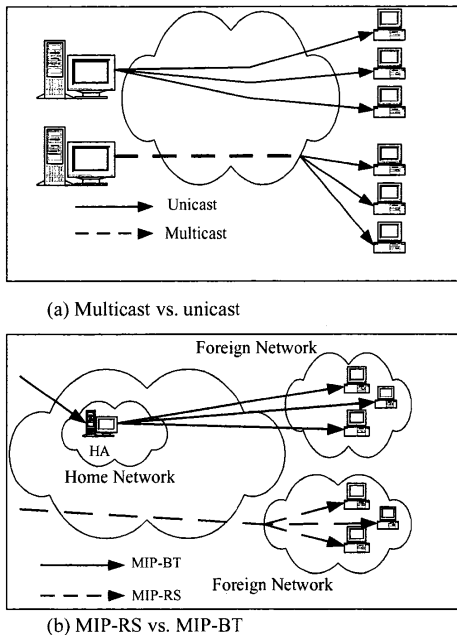 Unicast
Multicast
(a) Multicast vs. unicast
Foreign Network
HA
Home Network
MIP-BT
MIP-RS
Foreign Network
(b) MIP-RS vs. MIP-BT